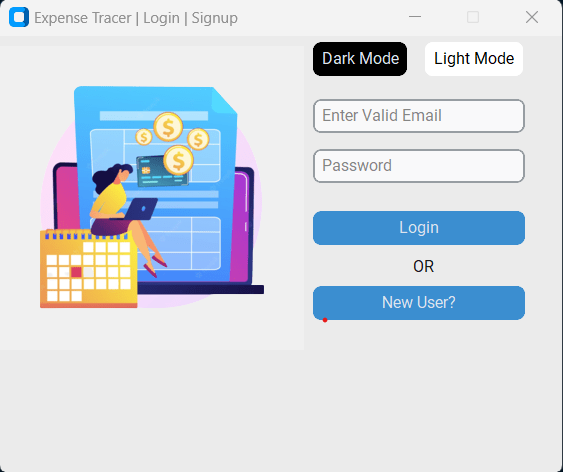 Expense Tracer | Login | Signup
Dark Mode Light Mode
Enter Valid Email
Password
Login
OR
New User?